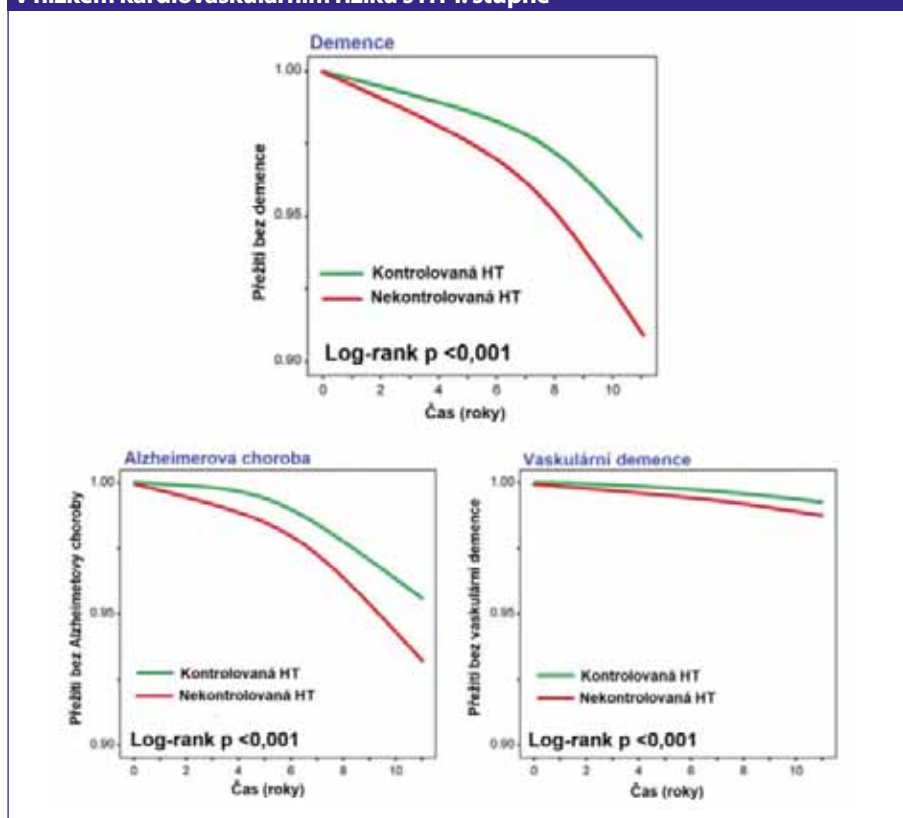 Demence
1.00
0.95
0.90
Přežití bez demence
Kontrolovaná HT
Nekontrolovaná HT
Log-rank p <0,001
0 2 4 6 8 10
Čas (roky)
Alzheimerova choroba
1.00
0.95
0.90
Přežití bez Alzheimetovy choroby
Kontrolovaná HT
Nekontrolovaná HT
Log-rank p <0,001
0 2 4 6 8 10
Čas (roky)
Vaskulární demence
1.00
0.95
0.90
Přežití bez vaskulární demence
Kontrolovaná HT
Nekontrolovaná HT
Log-rank p <0,001
0 2 4 6 8 10
Čas (roky)